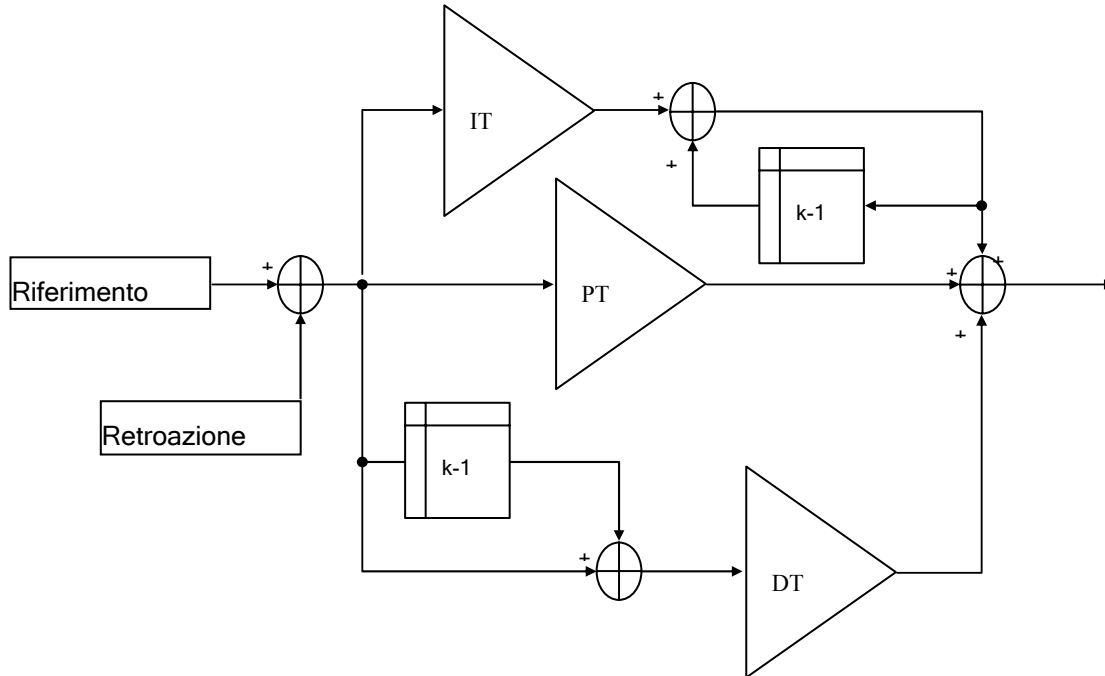 IT
+
+
k-1
Riferimento
+
PT
+
+
+
Retroazione
k-1
+
DT